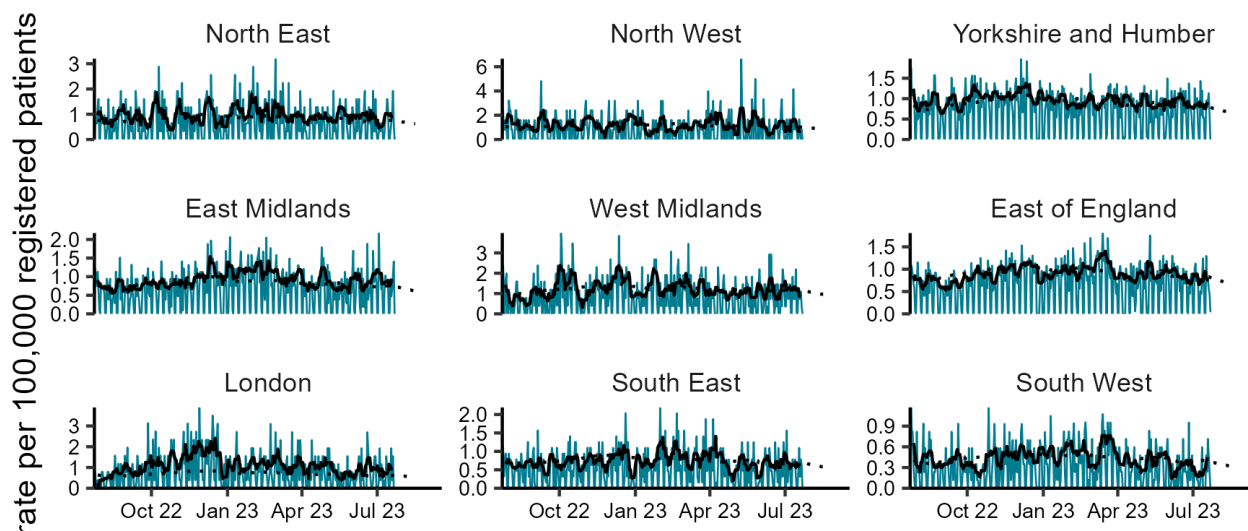 rate per 100,000 registered patients
North East
North West
Yorkshire and Humber
3
2
1
0
6
4
2
0
1.5
1.0
0.5
0.0
East Midlands
West Midlands
East of England
2.0
1.5
1.0
0.5
0.0
3
2
1
0
1.5
1.0
0.5
0.0
London
South East
South West
3
2
1
0
2.0
1.5
1.0
0.5
0.0
0.9
0.6
0.3
0.0
Oct 22 Jan 23 Apr 23 Jul 23
Oct 22 Jan 23 Apr 23 Jul 23
Oct 22 Jan 23 Apr 23 Jul 23